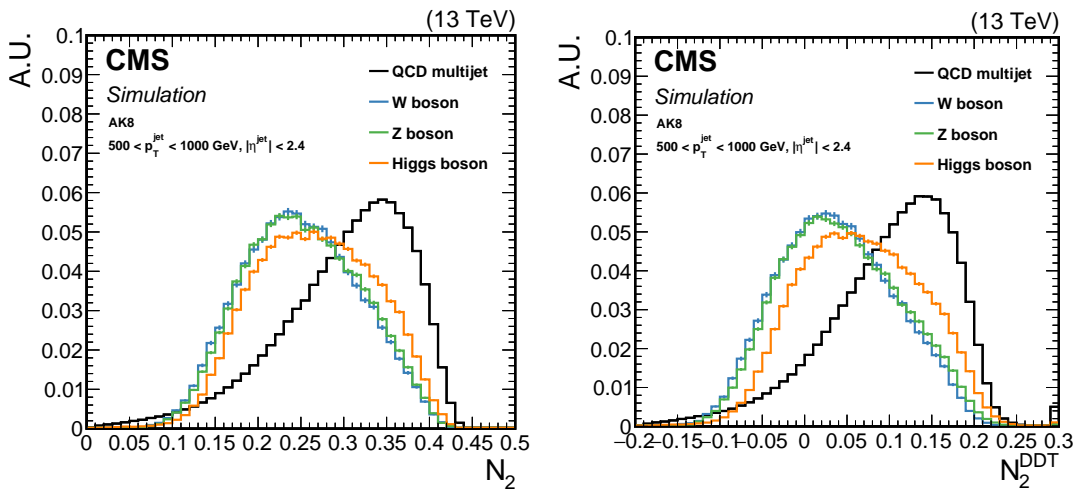 (13 TeV)
A.U.
0.1
0.09
0.08
0.07
0.06
0.05
0.04
0.03
0.02
0.01
0
CMS
Simulation
AK8
500 < p_T^jet < 1000 GeV, |η^jet| < 2.4
QCD multijet
W boson
Z boson
Higgs boson
0 0.05 0.1 0.15 0.2 0.25 0.3 0.35 0.4 0.45 0.5
N_2
(13 TeV)
A.U.
0.1
0.09
0.08
0.07
0.06
0.05
0.04
0.03
0.02
0.01
0
CMS
Simulation
AK8
500 < p_T^jet < 1000 GeV, |η^jet| < 2.4
QCD multijet
W boson
Z boson
Higgs boson
−0.2 −0.15 −0.1 −0.05 0 0.05 0.1 0.15 0.2 0.25 0.3
N_2^DDT